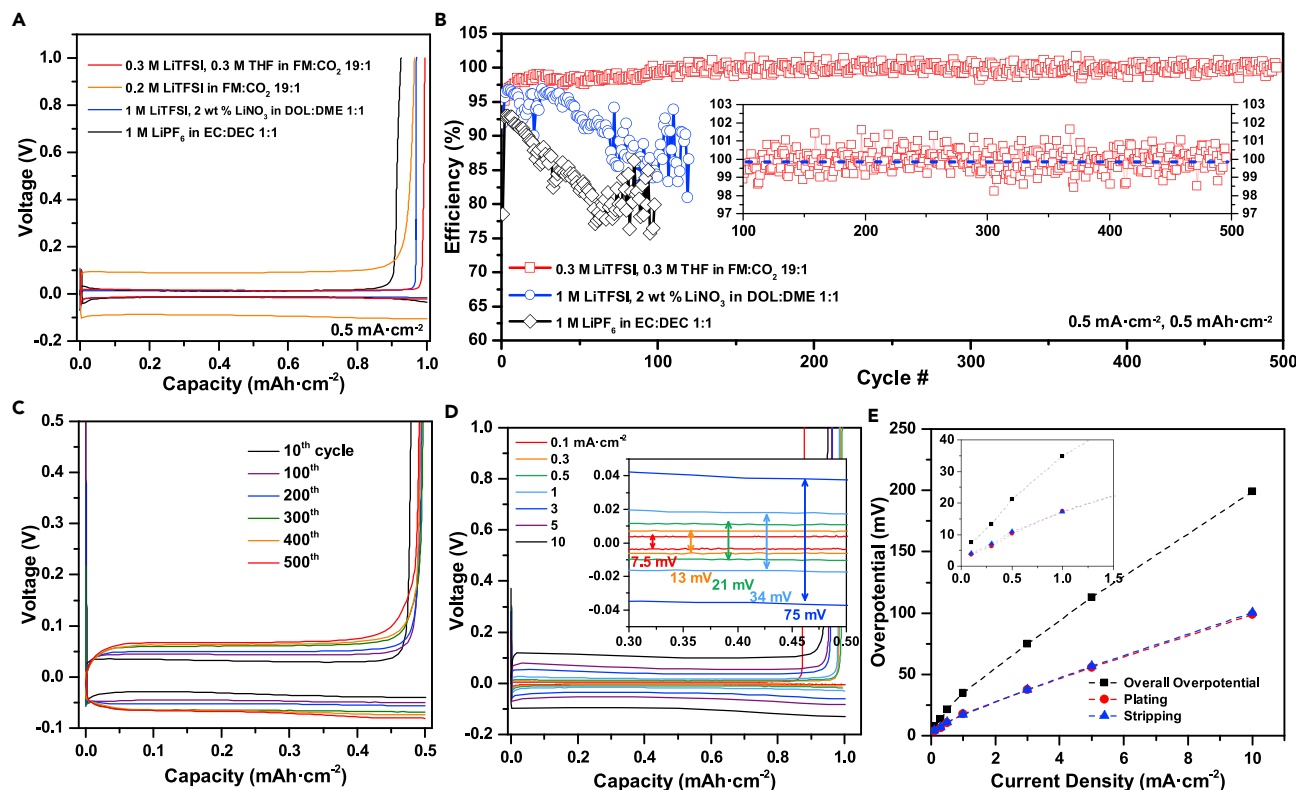 A
1.0
0.8
0.6
0.4
0.2
0.0
-0.2
Voltage (V)
0.3 M LiTFSI, 0.3 M THF in FM:CO₂ 19:1
0.2 M LiTFSI in FM:CO₂ 19:1
1 M LiTFSI, 2 wt % LiNO₃ in DOL:DME 1:1
1 M LiPF₆ in EC:DEC 1:1
0.5 mA·cm⁻²
0.0 0.2 0.4 0.6 0.8 1.0
Capacity (mAh·cm⁻²)
B
105
100
95
90
85
80
75
70
65
60
Efficiency (%)
103 103
102 102
101 101
100 100
99 99
98 98
97 97
100 200 300 400 500
0.3 M LiTFSI, 0.3 M THF in FM:CO₂ 19:1
1 M LiTFSI, 2 wt % LiNO₃ in DOL:DME 1:1
1 M LiPF₆ in EC:DEC 1:1
0.5 mA·cm⁻², 0.5 mAh·cm⁻²
0 100 200 300 400 500
Cycle #
C
0.5
0.4
0.3
0.2
0.1
0.0
-0.1
Voltage (V)
10ᵗʰ cycle
100ᵗʰ
200ᵗʰ
300ᵗʰ
400ᵗʰ
500ᵗʰ
0.0 0.1 0.2 0.3 0.4 0.5
Capacity (mAh·cm⁻²)
D
1.0
0.8
0.6
0.4
0.2
0.0
-0.2
Voltage (V)
0.1 mA·cm⁻²
0.3
0.5
1
3
5
10
0.04
0.02
0.00
-0.02
-0.04
7.5 mV
13 mV
21 mV
34 mV
75 mV
0.30 0.35 0.40 0.45 0.50
0.0 0.2 0.4 0.6 0.8 1.0
Capacity (mAh·cm⁻²)
E
250
200
150
100
50
0
Overpotential (mV)
40
30
20
10
0
0.0 0.5 1.0 1.5
Overall Overpotential
Plating
Stripping
0 2 4 6 8 10
Current Density (mA·cm⁻²)